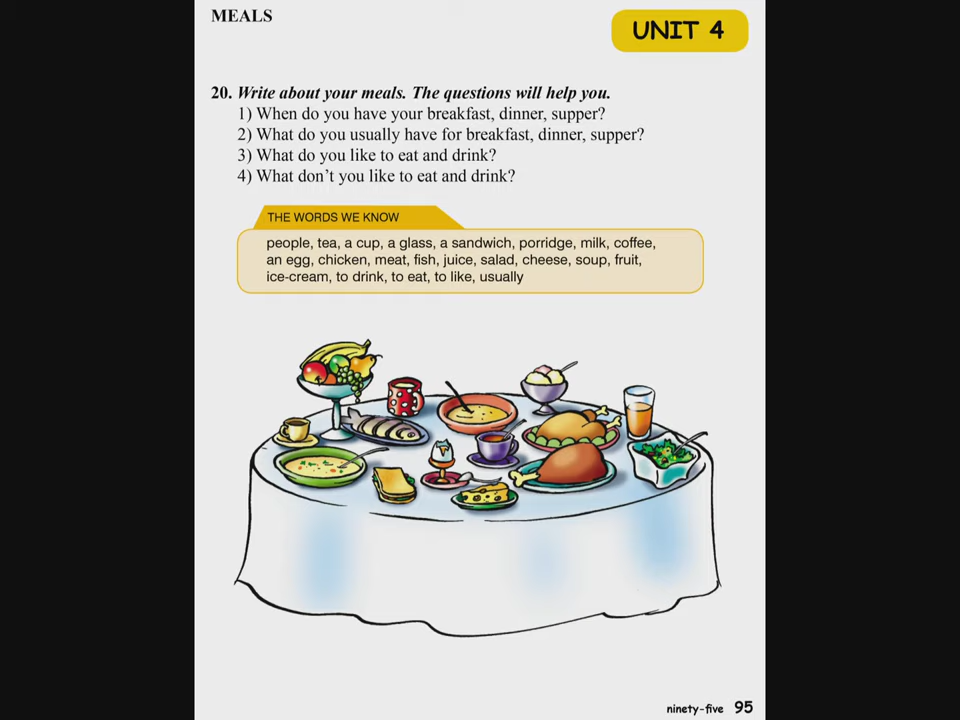 MEALS
UNIT 4
20. Write about your meals. The questions will help you.
1) When do you have your breakfast, dinner, supper?
2) What do you usually have for breakfast, dinner, supper?
3) What do you like to eat and drink?
4) What don't you like to eat and drink?
THE WORDS WE KNOW
people, tea, a cup, a glass, a sandwich, porridge, milk, coffee,
an egg, chicken, meat, fish, juice, salad, cheese, soup, fruit,
ice-cream, to drink, to eat, to like, usually
ninety-five 95